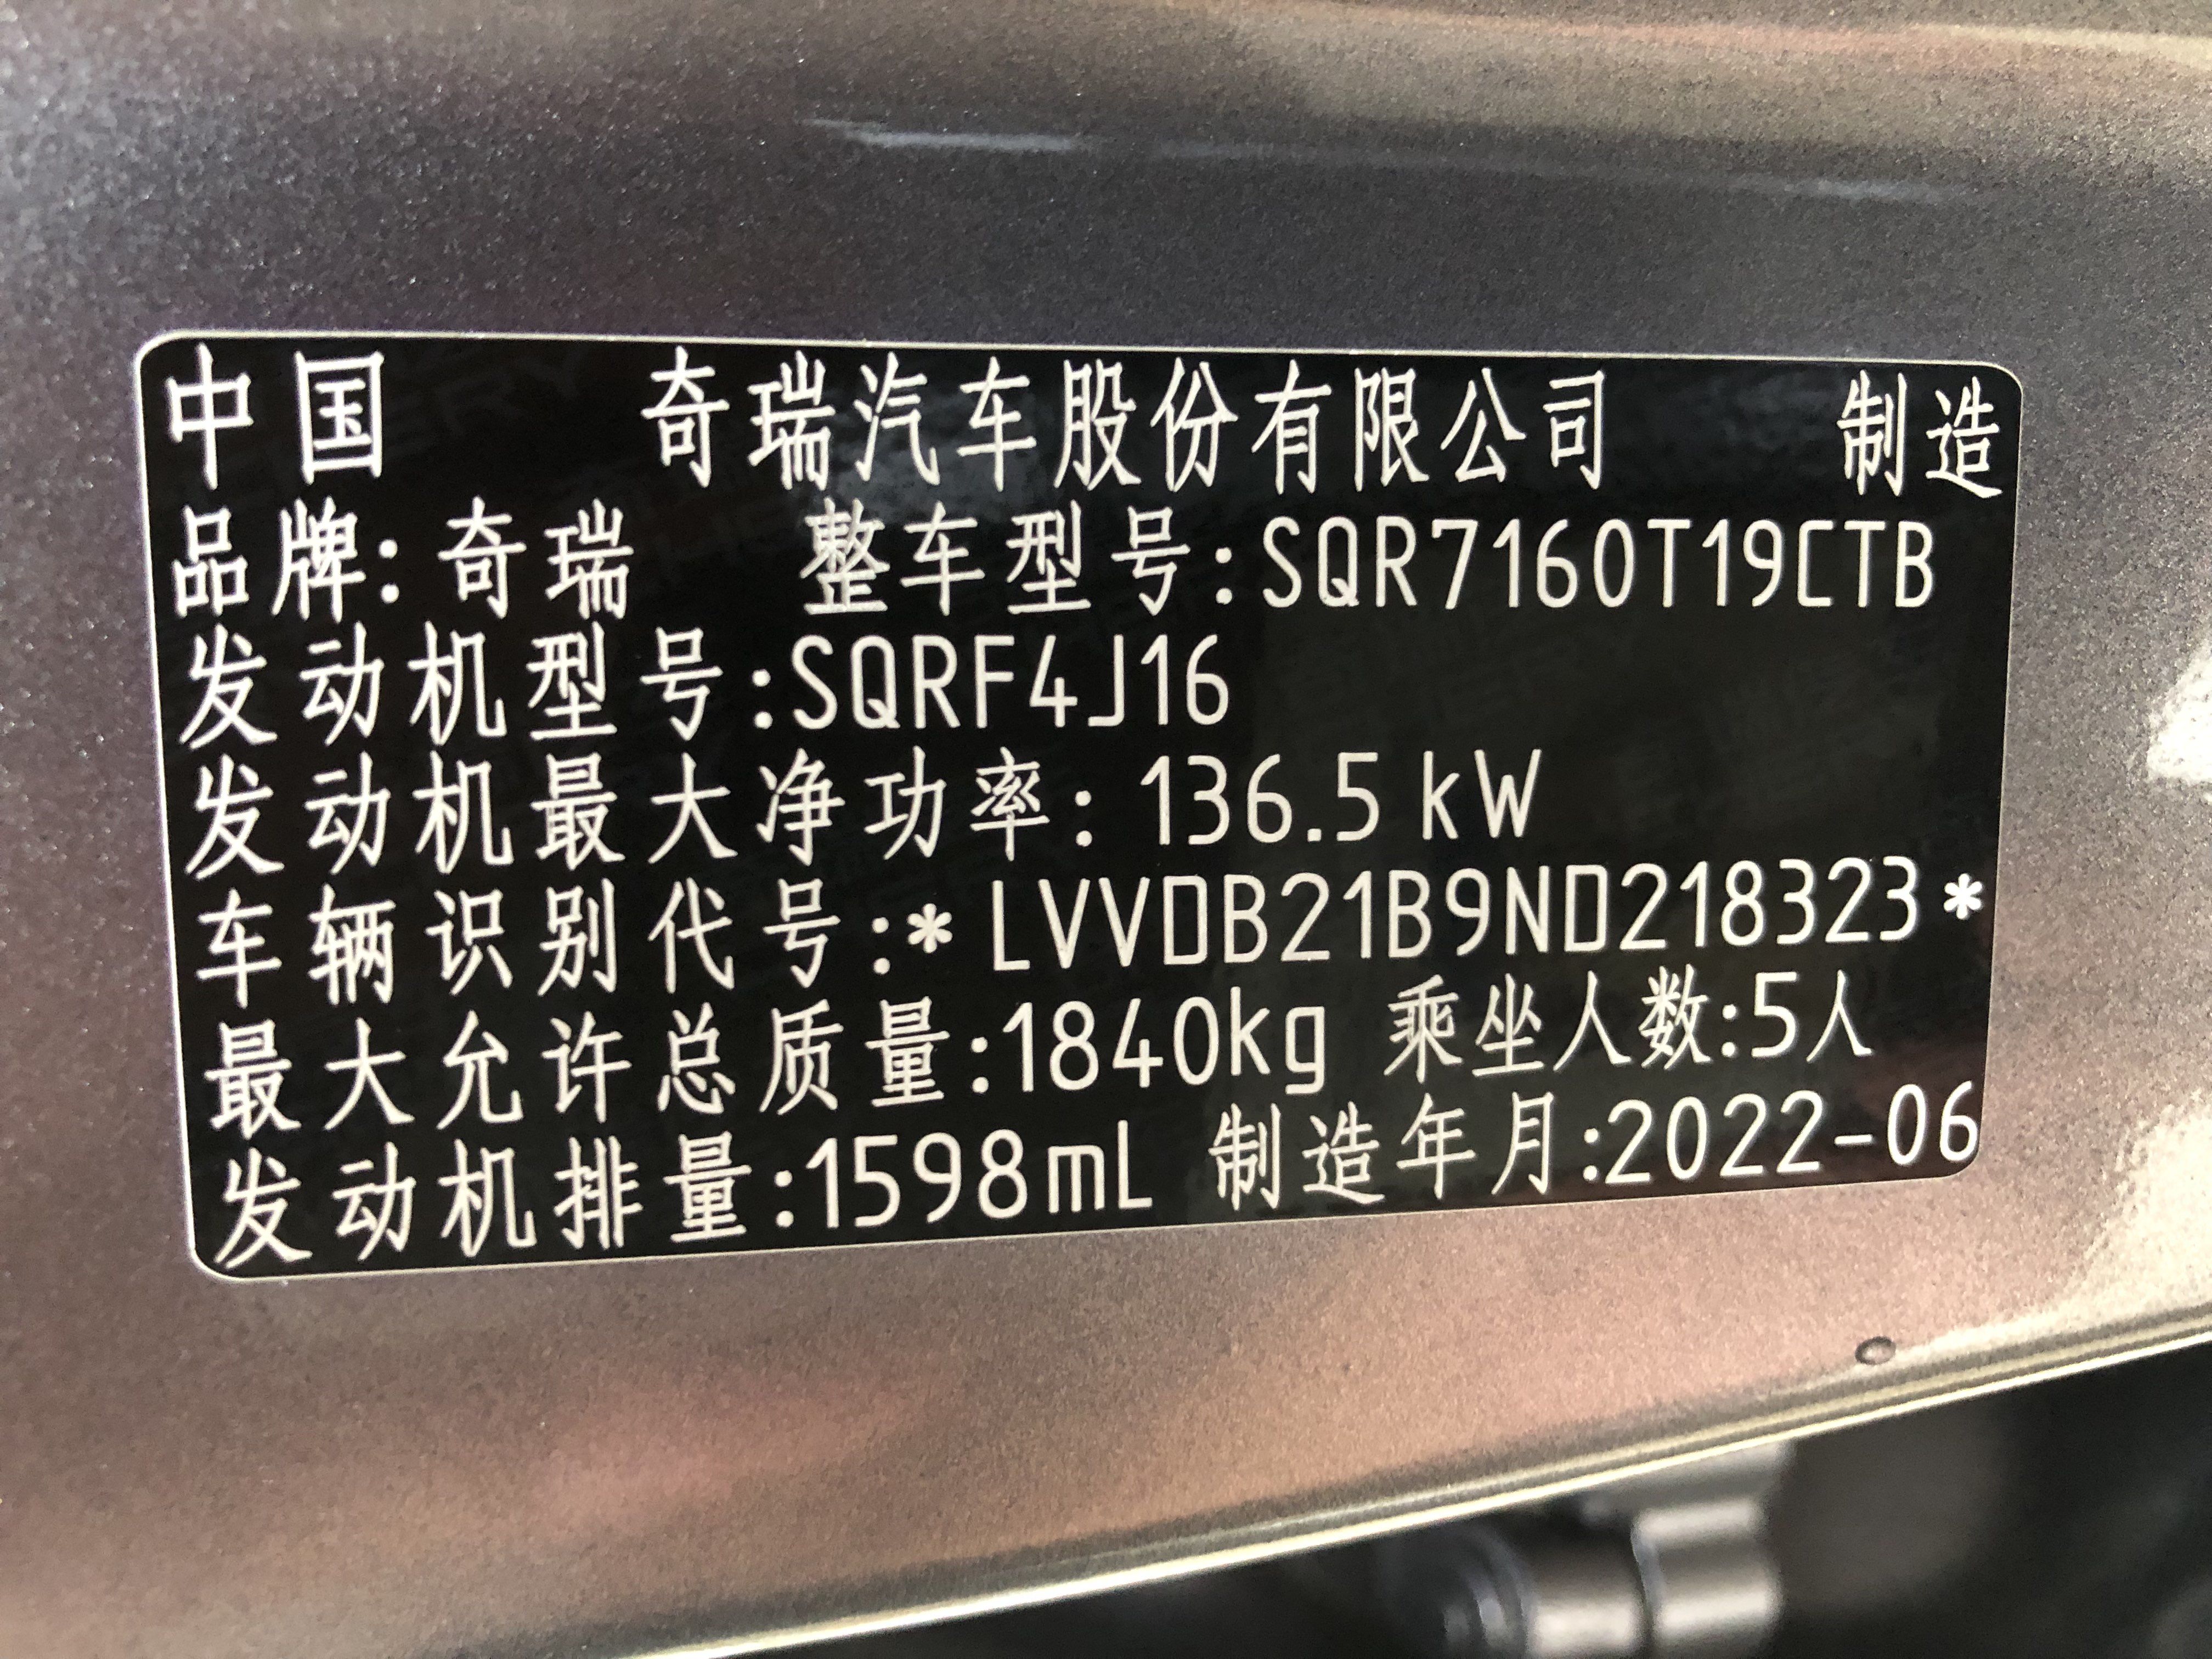 中国 奇瑞汽车股份有限公司 制造
品牌:奇瑞 整车型号:SQR7160T19CTB
发动机型号:SQRF4J16
发动机最大净功率: 136.5 kW
车辆识别代号:* LVVDB21B9ND218323 *
最大允许总质量:1840kg 乘坐人数:5人
发动机排量:1598mL 制造年月:2022-06